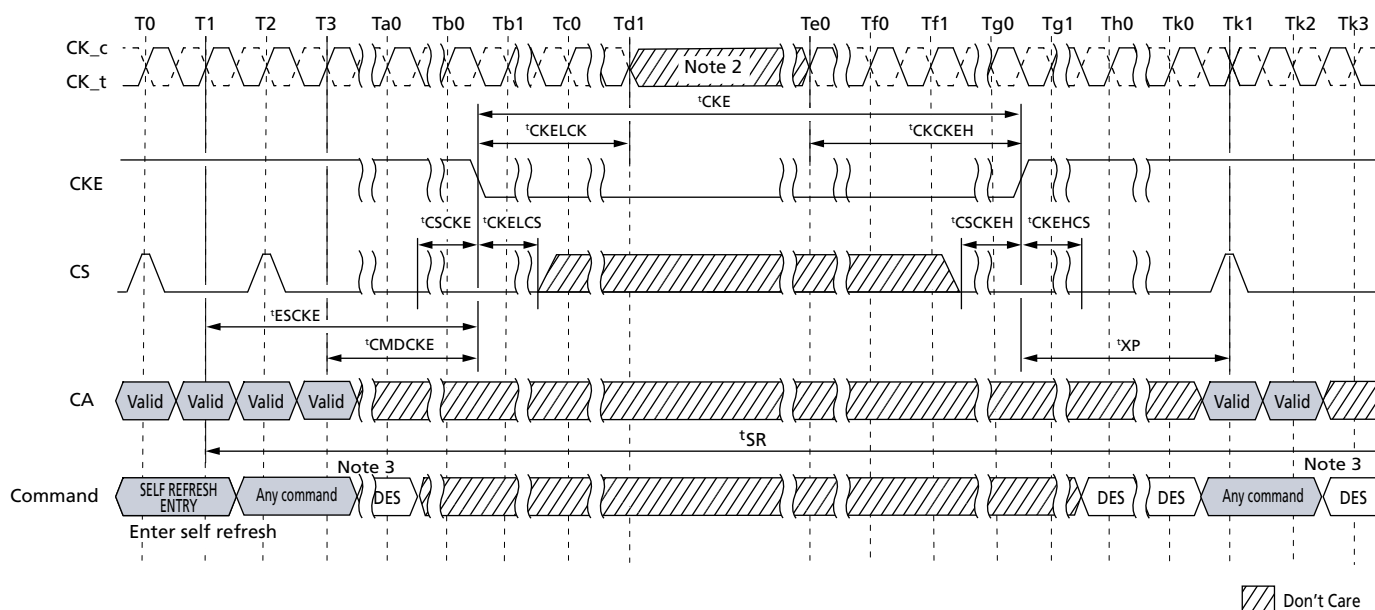 T0 T1 T2 T3 Ta0 Tb0 Tb1 Tc0 Td1 Te0 Tf0 Tf1 Tg0 Tg1 Th0 Tk0 Tk1 Tk2 Tk3
CK_c
CK_t
Note 2
tCKE
tCKELCK
tCKCKEH
CKE
tCSCKE
tCKELCS
tCSCKEH
tCKEHCS
CS
tESCKE
tCMDCKE
tXP
CA
Valid Valid Valid Valid Valid Valid
tSR
Note 3 Note 3
Command
SELF REFRESH
ENTRY
Any command DES DES DES Any command DES
Enter self refresh
Don't Care